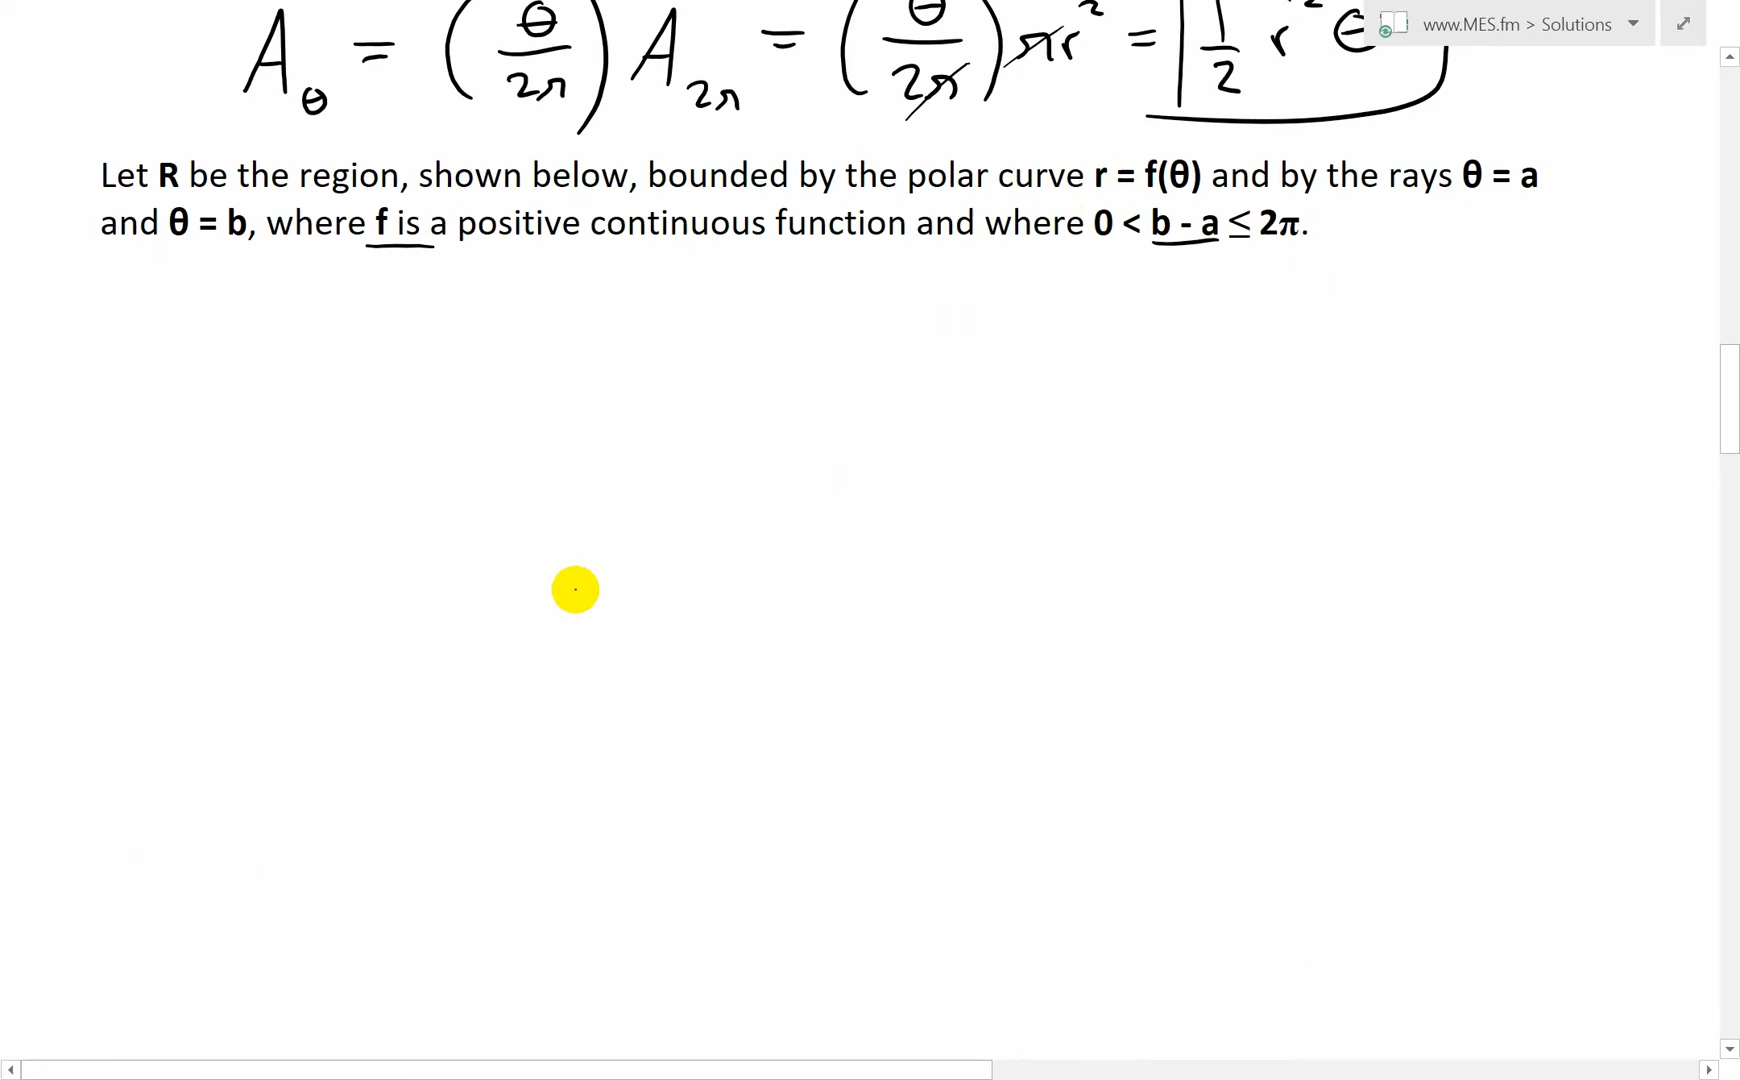 A_θ = (θ/2π) A_2π = (θ/2π) πr² = 1/2 r² θ
www.MES.fm > Solutions
Let R be the region, shown below, bounded by the polar curve r = f(θ) and by the rays θ = a
and θ = b, where f is a positive continuous function and where 0 < b - a ≤ 2π.